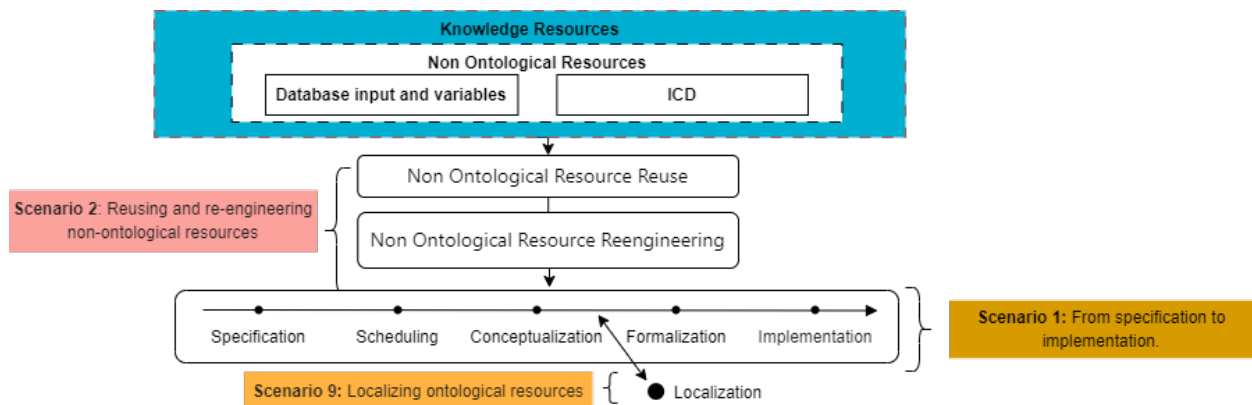 Knowledge Resources
Non Ontological Resources
Database input and variables
ICD
Non Ontological Resource Reuse
Scenario 2: Reusing and re-engineering
non-ontological resources
Non Ontological Resource Reengineering
Specification
Scheduling
Conceptualization
Formalization
Implementation
Scenario 1: From specification to
implementation.
Scenario 9: Localizing ontological resources
Localization